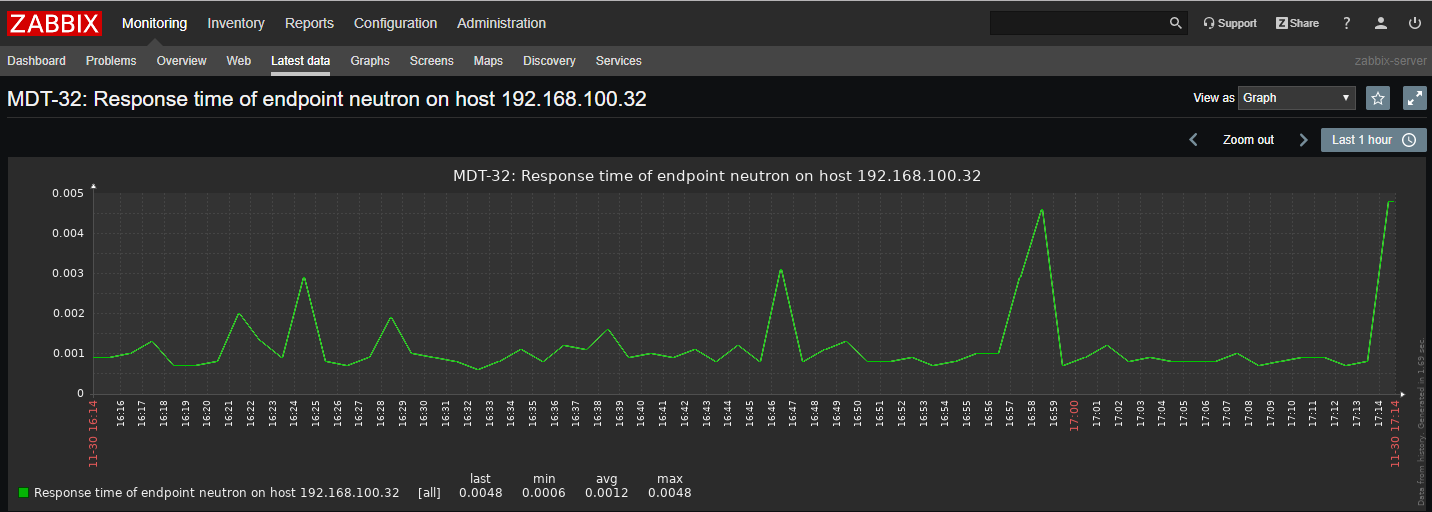 ZABBIX Monitoring Inventory Reports Configuration Administration Support Z Share ?
Dashboard Problems Overview Web Latest data Graphs Screens Maps Discovery Services zabbix-server
MDT-32: Response time of endpoint neutron on host 192.168.100.32 View as Graph
Zoom out Last 1 hour
MDT-32: Response time of endpoint neutron on host 192.168.100.32
0.005
0.004
0.003
0.002
0.001
0
11-30 16:14 16:16 16:17 16:18 16:19 16:20 16:21 16:22 16:23 16:24 16:25 16:26 16:27 16:28 16:29 16:30 16:31 16:32 16:33 16:34 16:35 16:36 16:37 16:38 16:39 16:40 16:41 16:42 16:43 16:44 16:45 16:46 16:47 16:48 16:49 16:50 16:51 16:52 16:53 16:54 16:55 16:56 16:57 16:58 16:59 17:00 17:01 17:02 17:03 17:04 17:05 17:06 17:07 17:08 17:09 17:10 17:11 17:12 17:13 17:14 11-30 17:14
Data from history. Generated in 1.69 sec.
last min avg max
Response time of endpoint neutron on host 192.168.100.32 [all] 0.0048 0.0006 0.0012 0.0048